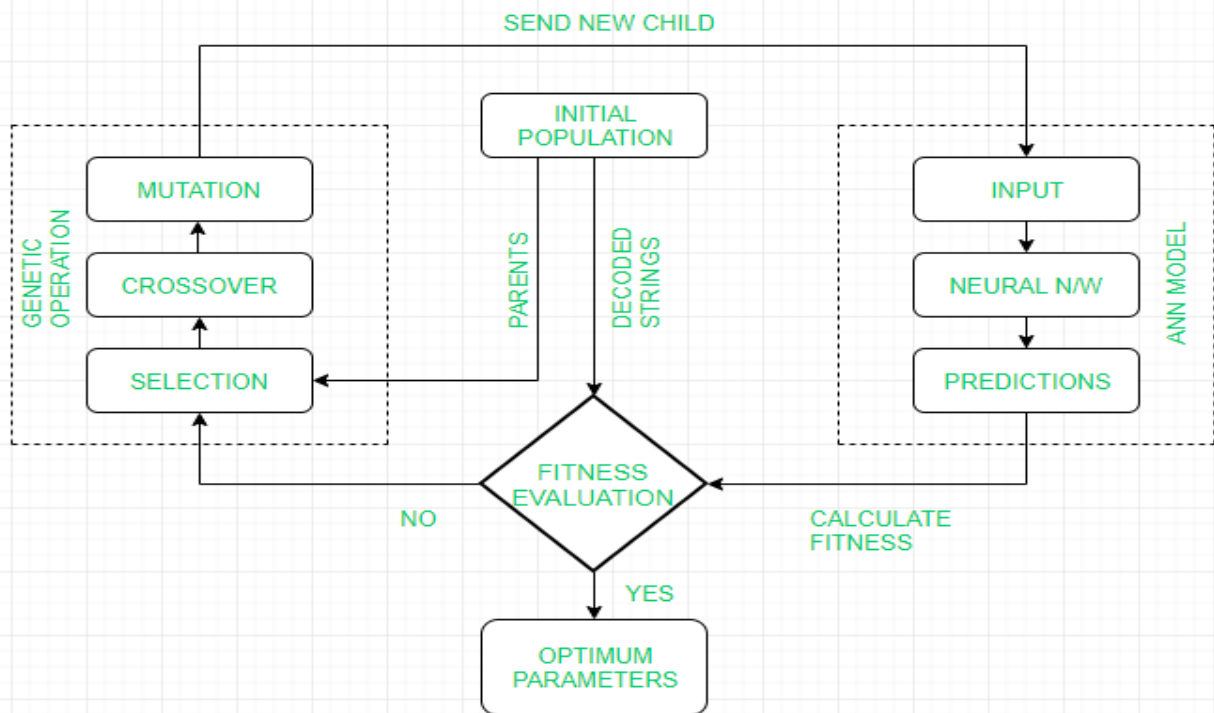 SEND NEW CHILD
INITIAL
POPULATION
MUTATION
CROSSOVER
SELECTION
GENETIC
OPERATION
PARENTS
DECODED
STRINGS
INPUT
NEURAL N/W
PREDICTIONS
ANN MODEL
FITNESS
EVALUATION
NO
CALCULATE
FITNESS
YES
OPTIMUM
PARAMETERS